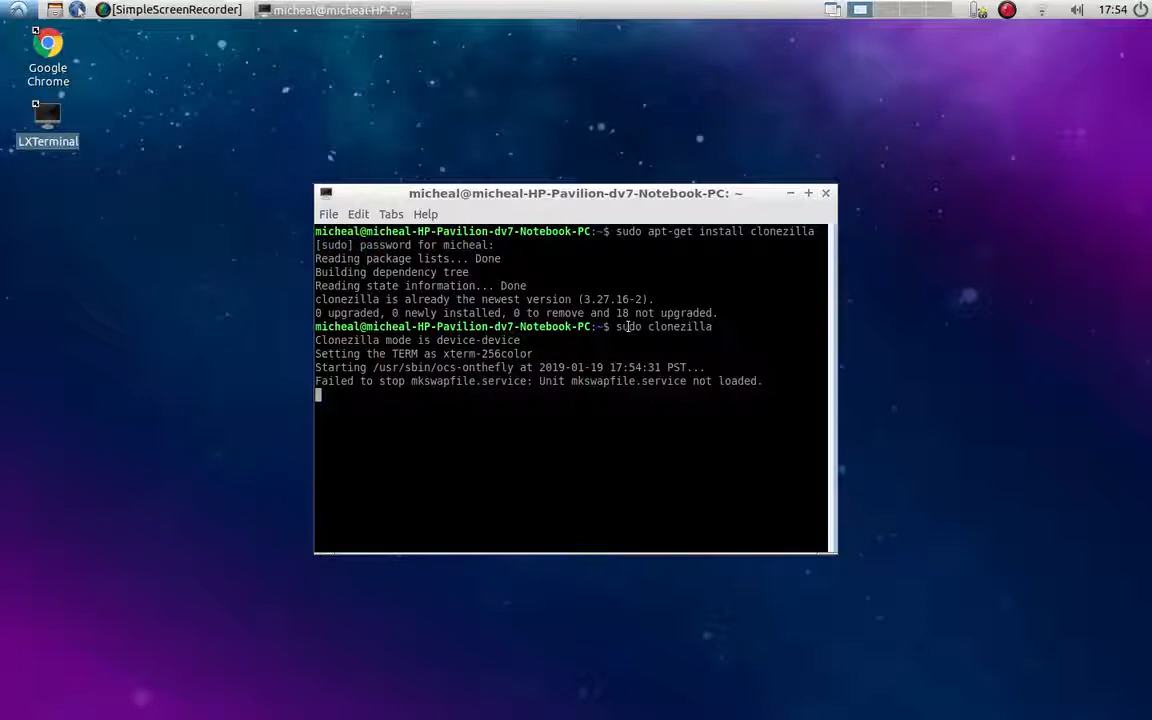 [SimpleScreenRecorder]
micheal@micheal-HP-P...
17:54
Google
Chrome
LXTerminal
micheal@micheal-HP-Pavilion-dv7-Notebook-PC: ~
File Edit Tabs Help
micheal@micheal-HP-Pavilion-dv7-Notebook-PC:~$ sudo apt-get install clonezilla
[sudo] password for micheal:
Reading package lists... Done
Building dependency tree
Reading state information... Done
clonezilla is already the newest version (3.27.16-2).
0 upgraded, 0 newly installed, 0 to remove and 18 not upgraded.
micheal@micheal-HP-Pavilion-dv7-Notebook-PC:~$ sudo clonezilla
Clonezilla mode is device-device
Setting the TERM as xterm-256color
Starting /usr/sbin/ocs-onthefly at 2019-01-19 17:54:31 PST...
Failed to stop mkswapfile.service: Unit mkswapfile.service not loaded.